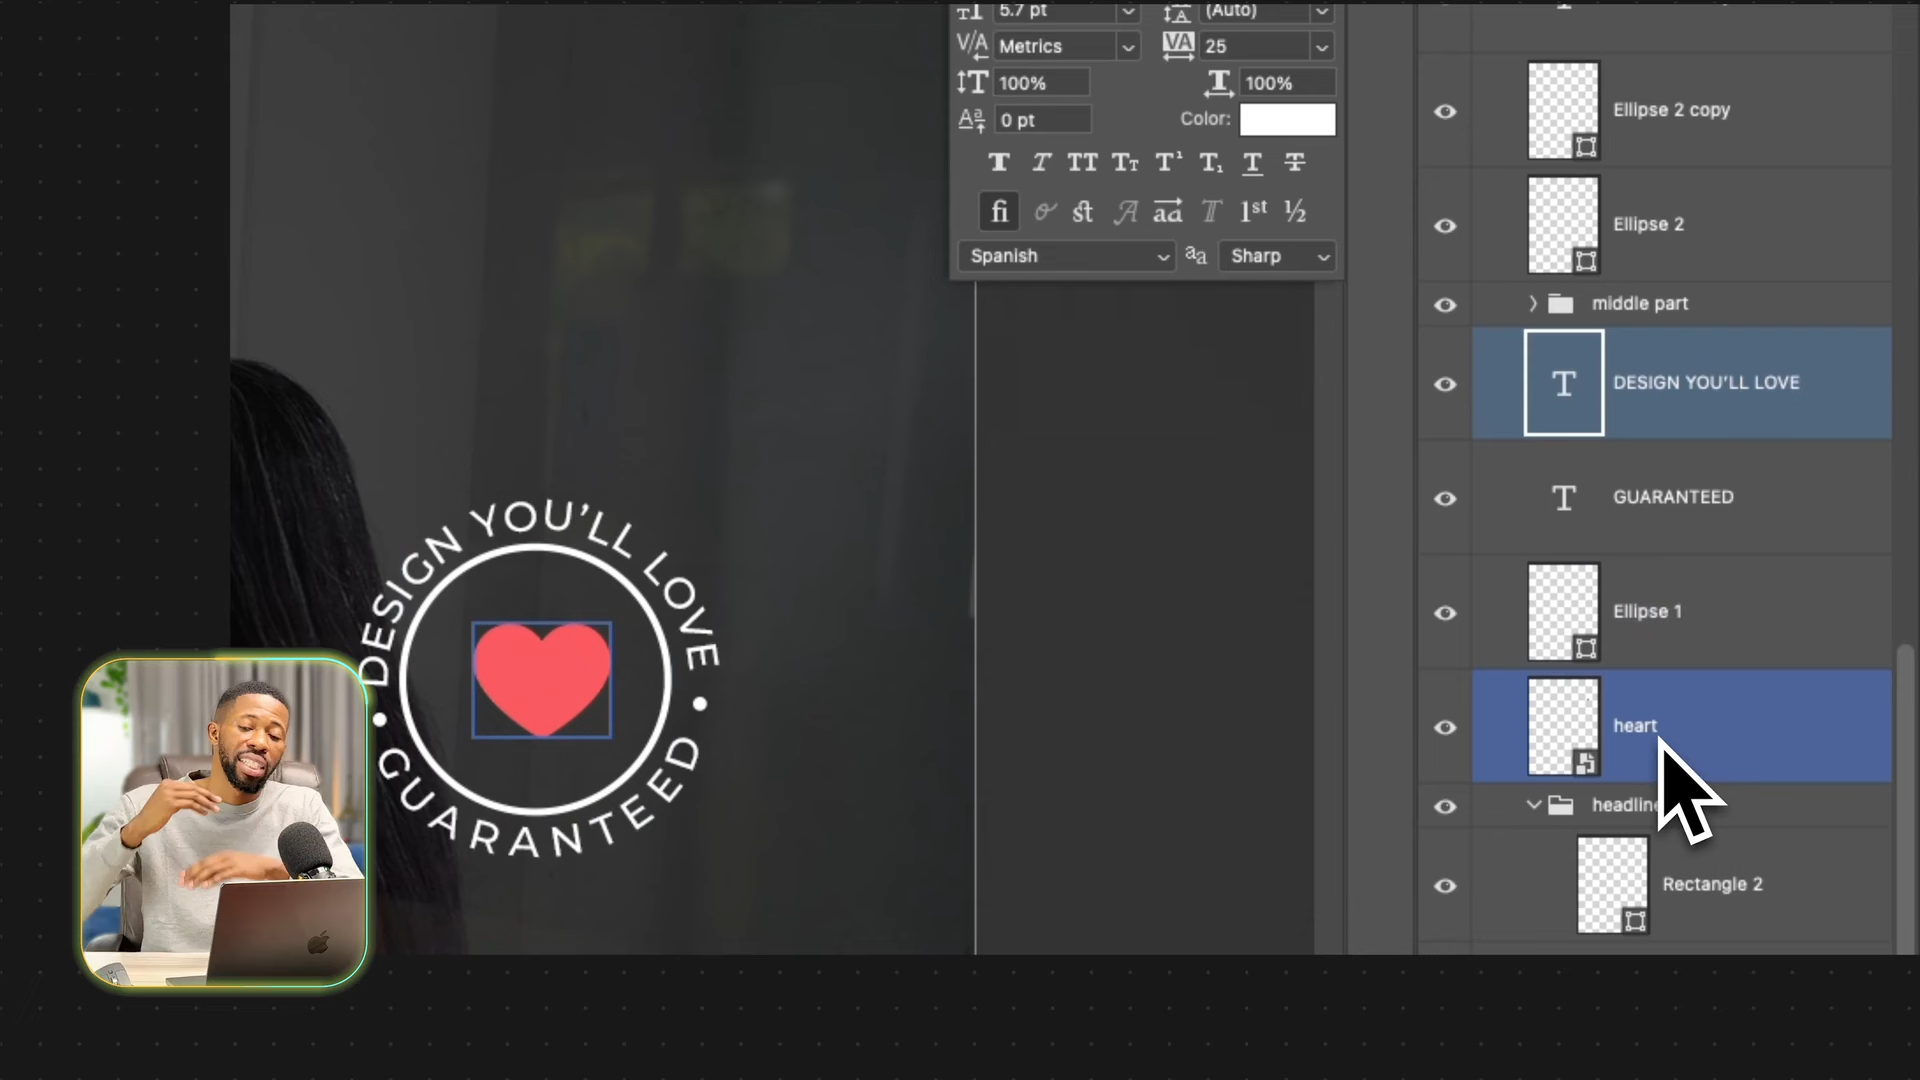 5.7 pt
(Auto)
Metrics
25
100%
100%
0 pt
Color:
Spanish
Sharp
Ellipse 2 copy
Ellipse 2
middle part
DESIGN YOU'LL LOVE
GUARANTEED
Ellipse 1
heart
headline
Rectangle 2
DESIGN YOU’LL LOVE
• GUARANTEED •